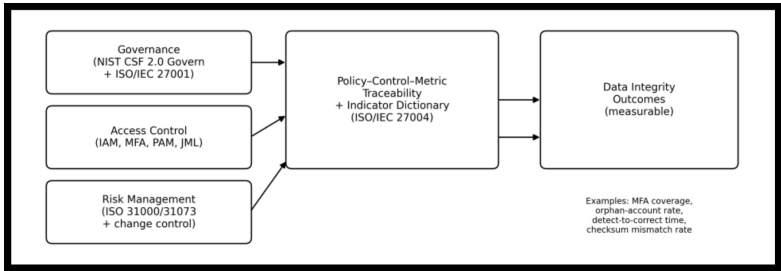 Governance
(NIST CSF 2.0 Govern
+ ISO/IEC 27001)
Access Control
(IAM, MFA, PAM, JML)
Risk Management
(ISO 31000/31073
+ change control)
Policy–Control–Metric
Traceability
+ Indicator Dictionary
(ISO/IEC 27004)
Data Integrity
Outcomes
(measurable)
Examples: MFA coverage,
orphan-account rate,
detect-to-correct time,
checksum mismatch rate